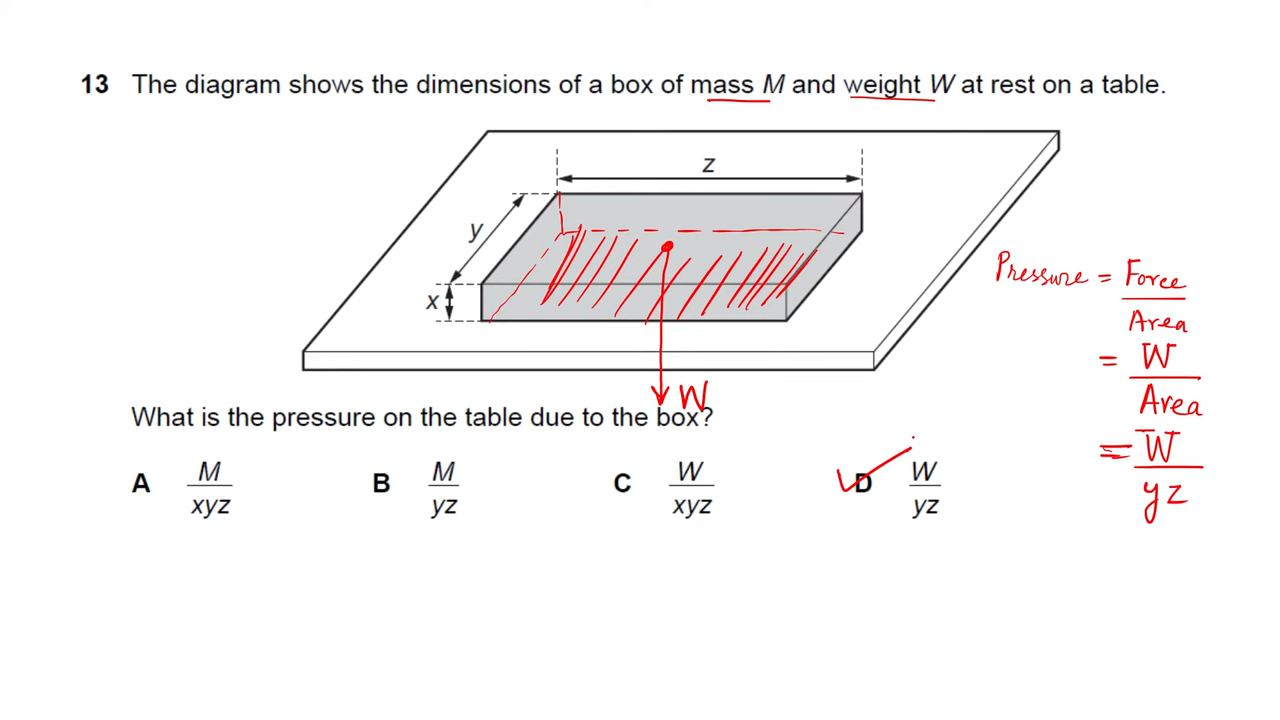 13 The diagram shows the dimensions of a box of mass M and weight W at rest on a table.
z
y
x
W
Pressure = Force
Area
= W
Area
= W
yz
What is the pressure on the table due to the box?
A M/xyz B M/yz C W/xyz D W/yz